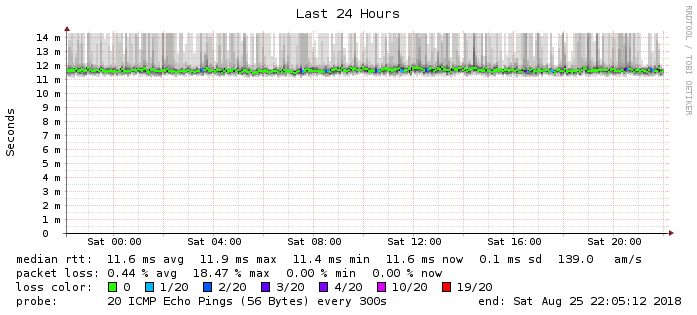 Last 24 Hours
RRDTOOL / TOBI OETIKER
Seconds
14 m
13 m
12 m
11 m
10 m
9 m
8 m
7 m
6 m
5 m
4 m
3 m
2 m
1 m
0
Sat 00:00 Sat 04:00 Sat 08:00 Sat 12:00 Sat 16:00 Sat 20:00
median rtt: 11.6 ms avg 11.9 ms max 11.4 ms min 11.6 ms now 0.1 ms sd 139.0 am/s
packet loss: 0.44 % avg 18.47 % max 0.00 % min 0.00 % now
loss color: 0 1/20 2/20 3/20 4/20 10/20 19/20
probe: 20 ICMP Echo Pings (56 Bytes) every 300s end: Sat Aug 25 22:05:12 2018